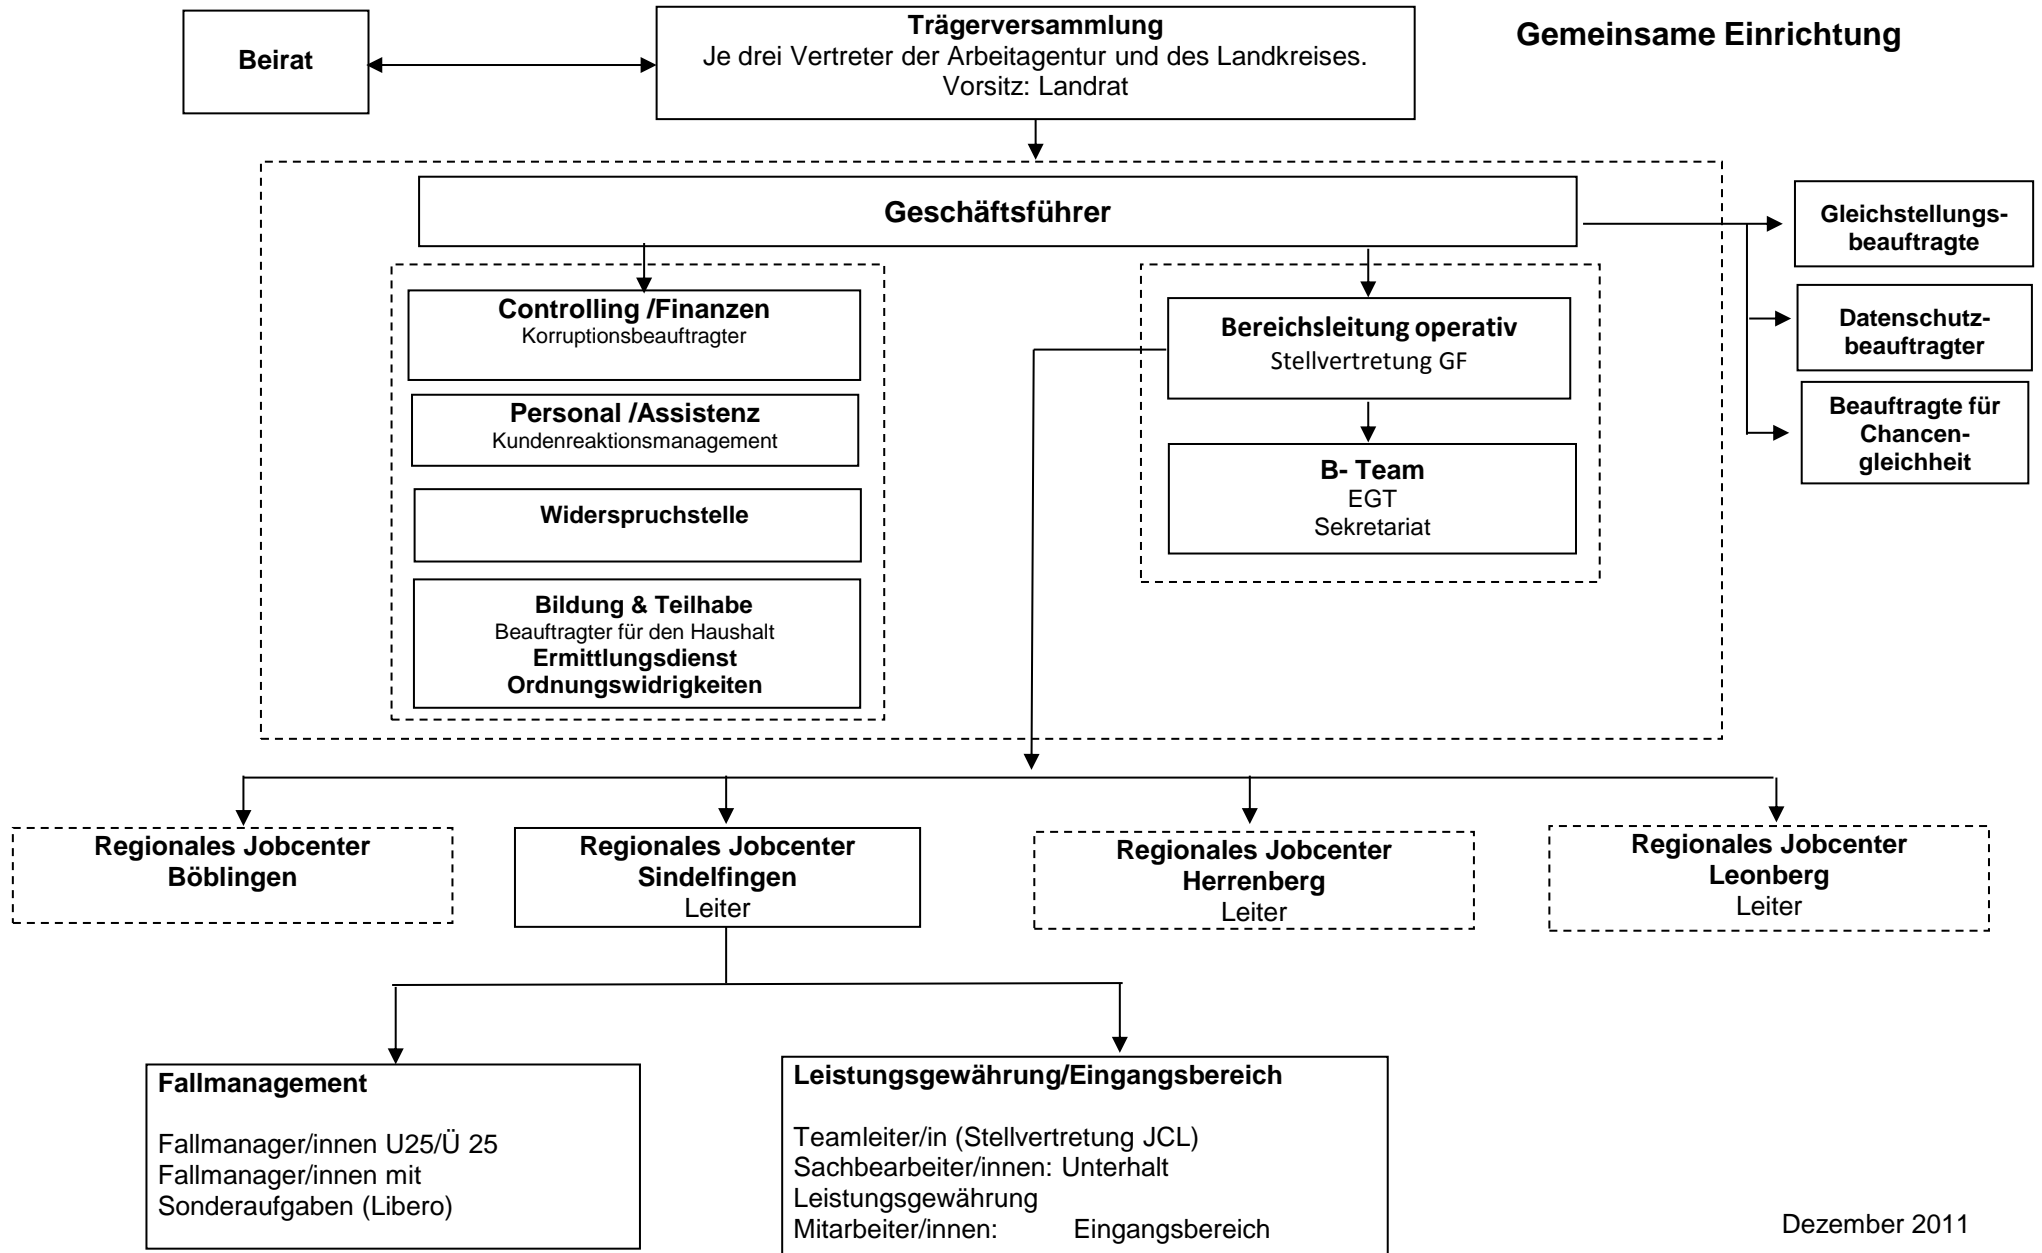 Beirat
Trägerversammlung
Je drei Vertreter der Arbeitagentur und des Landkreises.
Vorsitz: Landrat
Gemeinsame Einrichtung
Geschäftsführer
Gleichstellungs-
beauftragte
Datenschutz-
beauftragter
Beauftragte für
Chancen-
gleichheit
Controlling /Finanzen
Korruptionsbeauftragter
Personal /Assistenz
Kundenreaktionsmanagement
Widerspruchstelle
Bildung & Teilhabe
Beauftragter für den Haushalt
Ermittlungsdienst
Ordnungswidrigkeiten
Bereichsleitung operativ
Stellvertretung GF
B- Team
EGT
Sekretariat
Regionales Jobcenter
Böblingen
Regionales Jobcenter
Sindelfingen
Leiter
Regionales Jobcenter
Herrenberg
Leiter
Regionales Jobcenter
Leonberg
Leiter
Fallmanagement
Fallmanager/innen U25/Ü 25
Fallmanager/innen mit
Sonderaufgaben (Libero)
Leistungsgewährung/Eingangsbereich
Teamleiter/in (Stellvertretung JCL)
Sachbearbeiter/innen: Unterhalt
Leistungsgewährung
Mitarbeiter/innen: Eingangsbereich
Dezember 2011